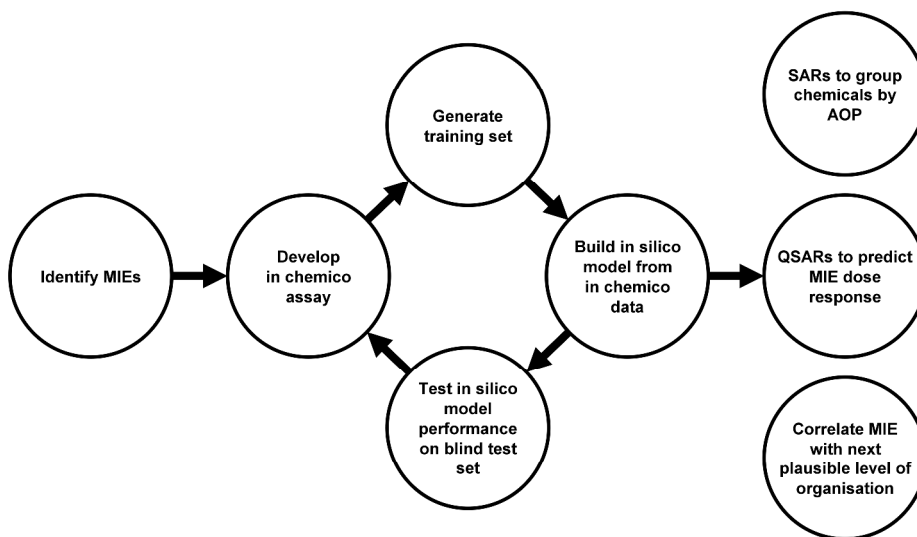 Identify MIEs
Develop
in chemico
assay
Generate
training set
Build in silico
model from
in chemico
data
Test in silico
model
performance
on blind test
set
SARs to group
chemicals by
AOP
QSARs to predict
MIE dose
response
Correlate MIE
with next
plausible level of
organisation